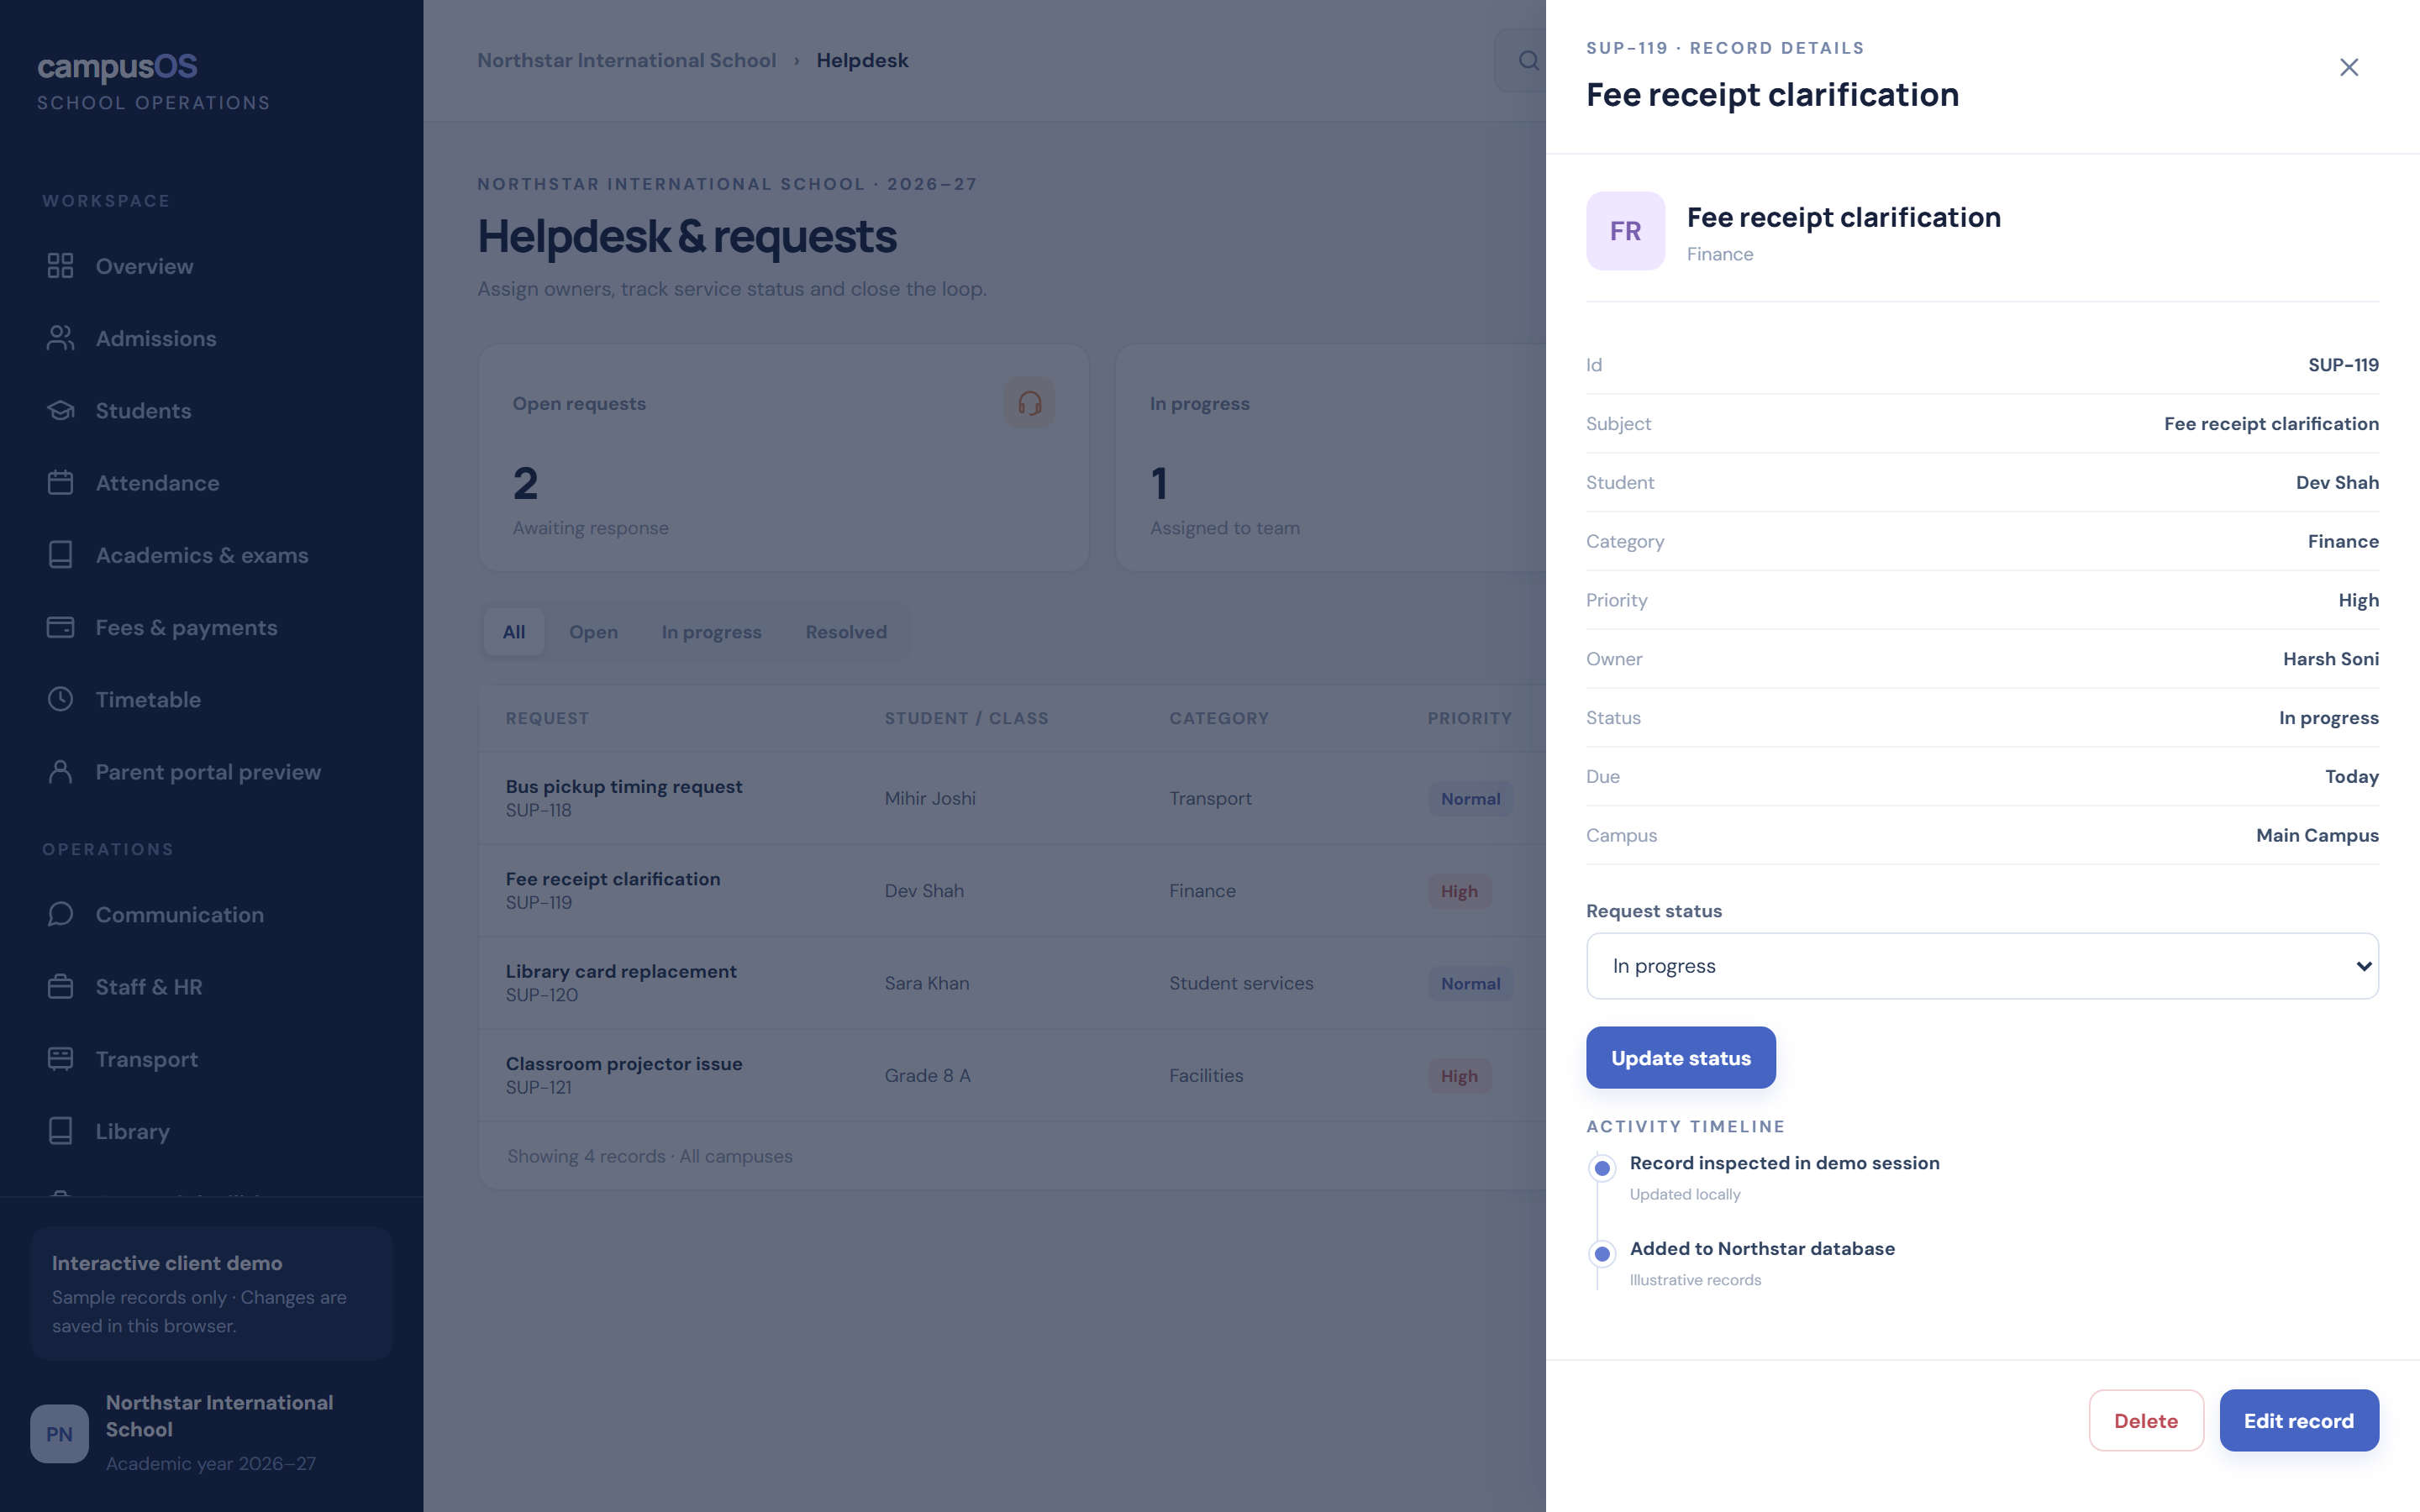 campusOS
SCHOOL OPERATIONS
WORKSPACE
Overview
Admissions
Students
Attendance
Academics & exams
Fees & payments
Timetable
Parent portal preview
OPERATIONS
Communication
Staff & HR
Transport
Library
Interactive client demo
Sample records only · Changes are
saved in this browser.
PN
Northstar International
School
Academic year 2026–27
Northstar International School › Helpdesk
NORTHSTAR INTERNATIONAL SCHOOL · 2026–27
Helpdesk & requests
Assign owners, track service status and close the loop.
Open requests
2
Awaiting response
In progress
1
Assigned to team
All Open In progress Resolved
REQUEST STUDENT / CLASS CATEGORY PRIORITY
Bus pickup timing request
SUP-118
Mihir Joshi Transport Normal
Fee receipt clarification
SUP-119
Dev Shah Finance High
Library card replacement
SUP-120
Sara Khan Student services Normal
Classroom projector issue
SUP-121
Grade 8 A Facilities High
Showing 4 records · All campuses
SUP-119 · RECORD DETAILS
Fee receipt clarification
FR
Fee receipt clarification
Finance
Id SUP-119
Subject Fee receipt clarification
Student Dev Shah
Category Finance
Priority High
Owner Harsh Soni
Status In progress
Due Today
Campus Main Campus
Request status
In progress
Update status
ACTIVITY TIMELINE
Record inspected in demo session
Updated locally
Added to Northstar database
Illustrative records
Delete Edit record